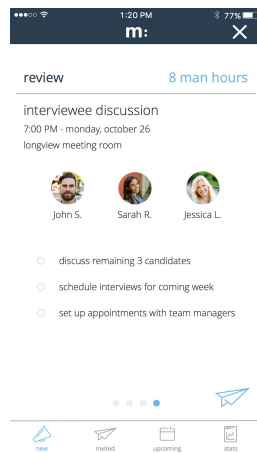 1:20 PM
77%
m:
review
8 man hours
interviewee discussion
7:00 PM - monday, october 26
longview meeting room
John S.
Sarah R.
Jessica L.
discuss remaining 3 candidates
schedule interviews for coming week
set up appointments with team managers
new
invited
upcoming
stats